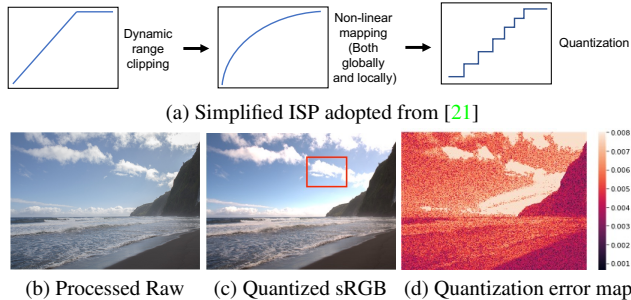 Dynamic
range
clipping
Non-linear
mapping
(Both
globally
and locally)
Quantization
(a) Simplified ISP adopted from [21]
0.008
0.007
0.006
0.005
0.004
0.003
0.002
0.001
(b) Processed Raw (c) Quantized sRGB (d) Quantization error map